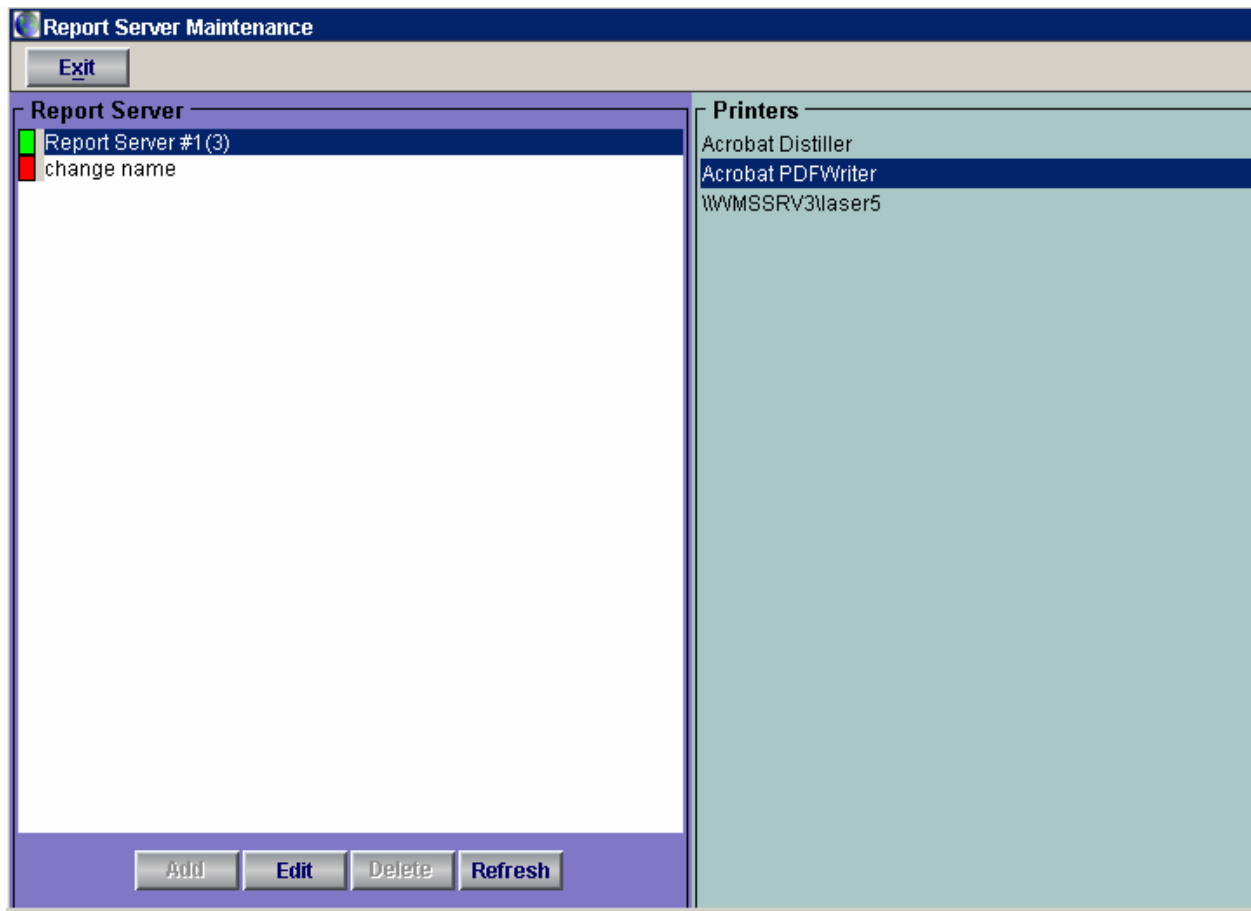 Report Server Maintenance
Exit
Report Server
Report Server #1(3)
change name
Printers
Acrobat Distiller
Acrobat PDFWriter
\\WMSSRV3\laser5
Add Edit Delete Refresh